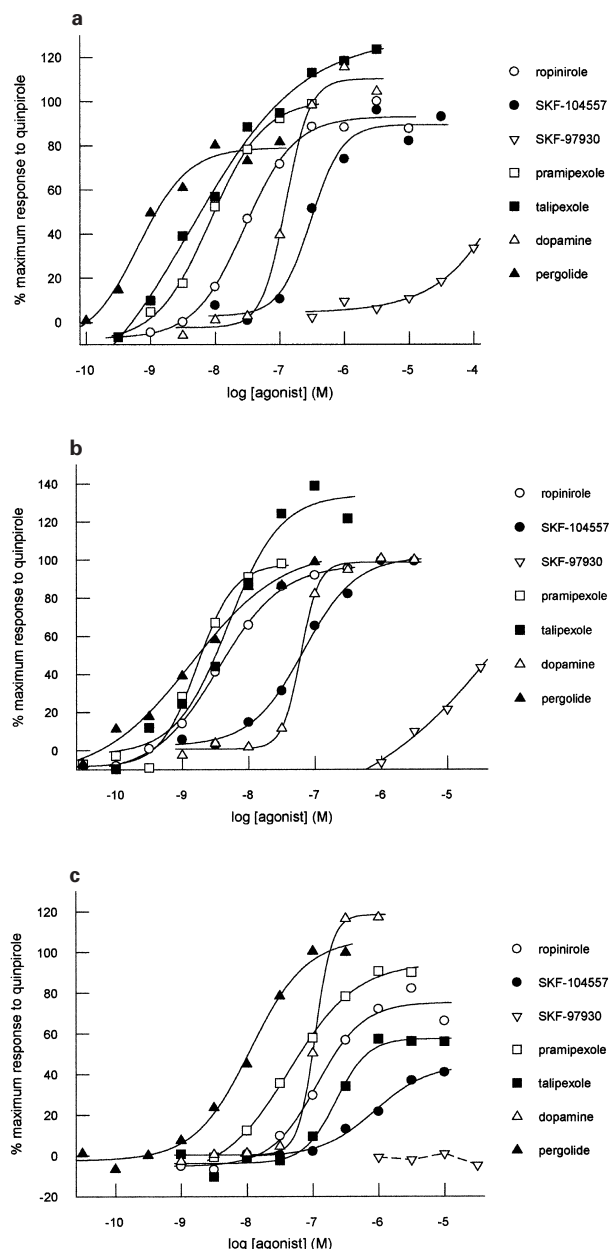 a
120
100
80
60
40
20
0
% maximum response to quinpirole
-10 -9 -8 -7 -6 -5 -4
log [agonist] (M)
ropinirole
SKF-104557
SKF-97930
pramipexole
talipexole
dopamine
pergolide
b
140
120
100
80
60
40
20
0
% maximum response to quinpirole
-10 -9 -8 -7 -6 -5
log [agonist] (M)
ropinirole
SKF-104557
SKF-97930
pramipexole
talipexole
dopamine
pergolide
c
120
100
80
60
40
20
0
-20
% maximum response to quinpirole
-10 -9 -8 -7 -6 -5
log [agonist] (M)
ropinirole
SKF-104557
SKF-97930
pramipexole
talipexole
dopamine
pergolide